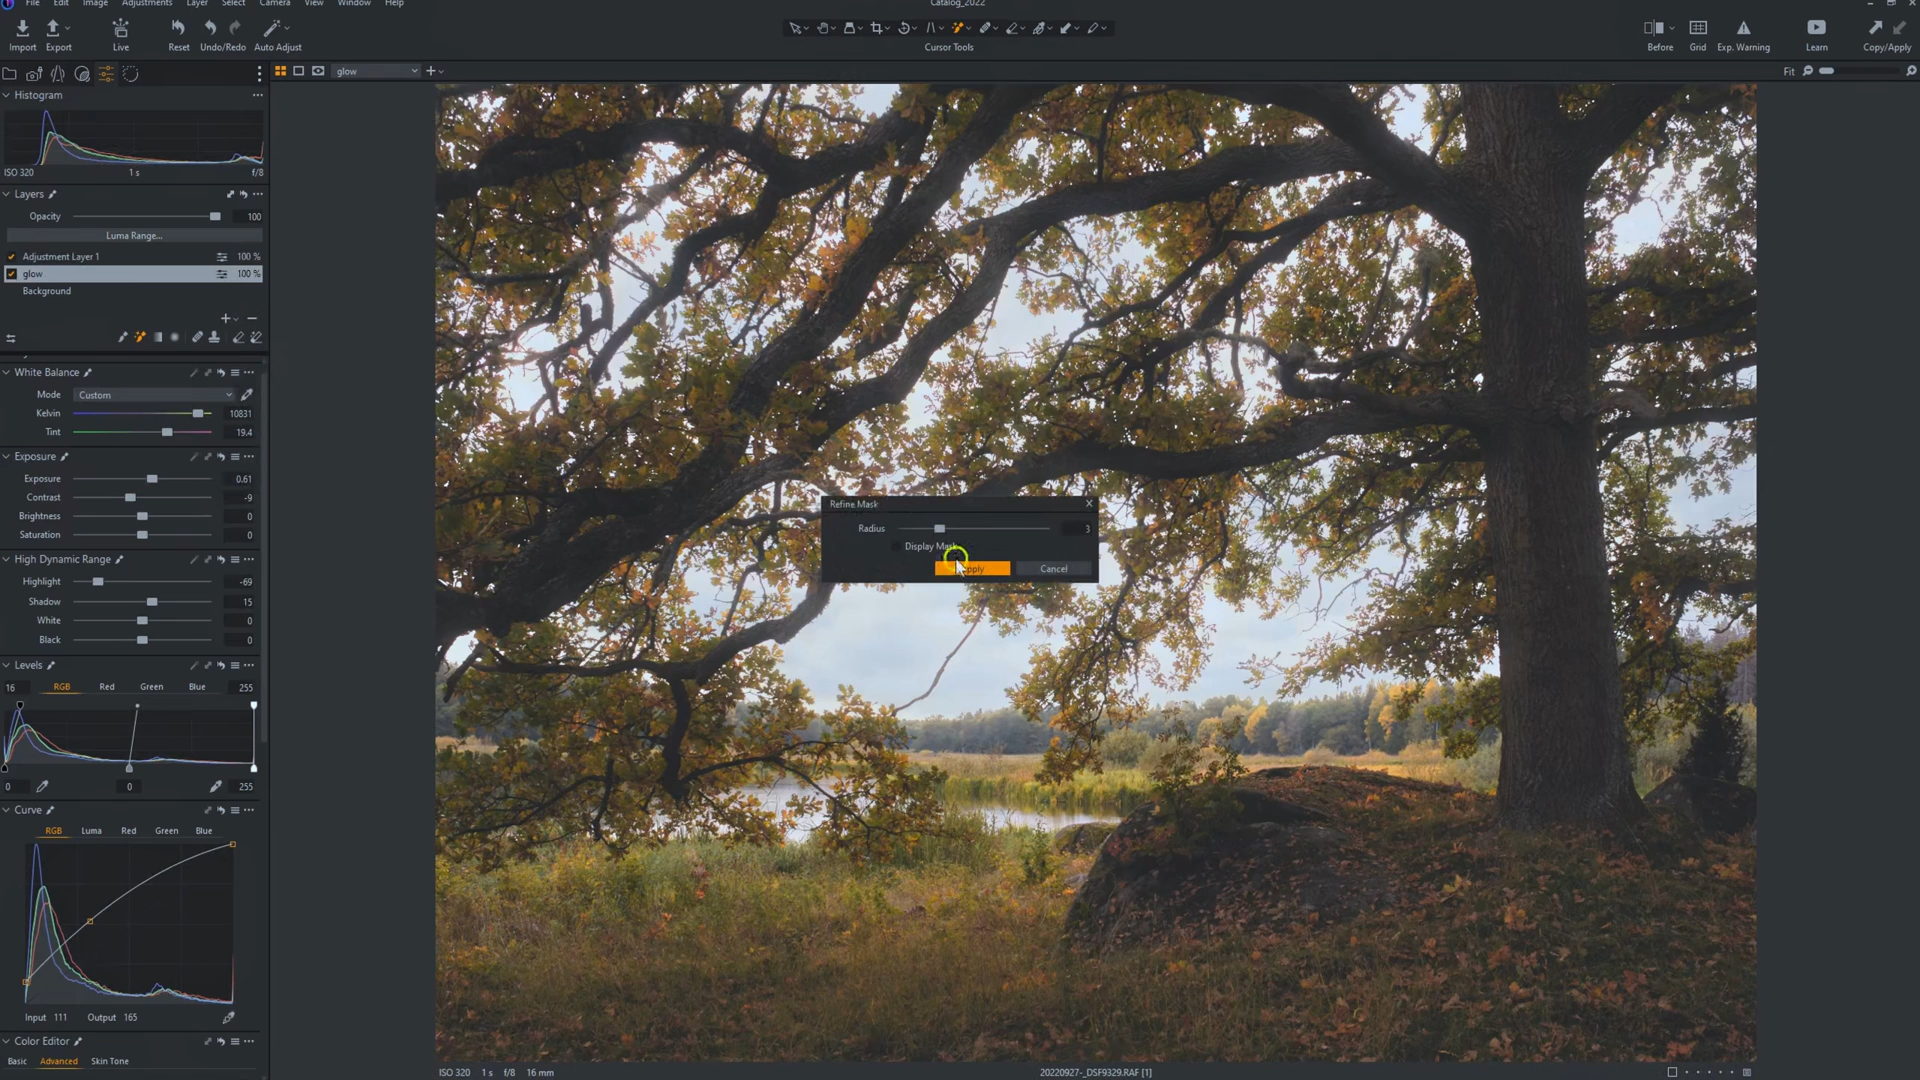 File Edit Image Adjustments Layer Select Camera View Window Help
Catalog_2022
Import Export Live Reset Undo/Redo Auto Adjust
Cursor Tools
Before Grid Exp. Warning Learn Copy/Apply
glow
Fit
Histogram
ISO 320 1 s f/8
Layers
Opacity 100
Luma Range...
Adjustment Layer 1 100 %
glow 100 %
Background
White Balance
Mode Custom
Kelvin 10831
Tint 19.4
Exposure
Exposure 0.61
Contrast -9
Brightness 0
Saturation 0
High Dynamic Range
Highlight -69
Shadow 15
White 0
Black 0
Levels
16 RGB Red Green Blue 255
0 0 255
Curve
RGB Luma Red Green Blue
Input 111 Output 165
Color Editor
Basic Advanced Skin Tone
Refine Mask
Radius 3
Display Mask
Cancel
ISO 320 1 s f/8 16 mm
20220927-_DSF9329.RAF [1]